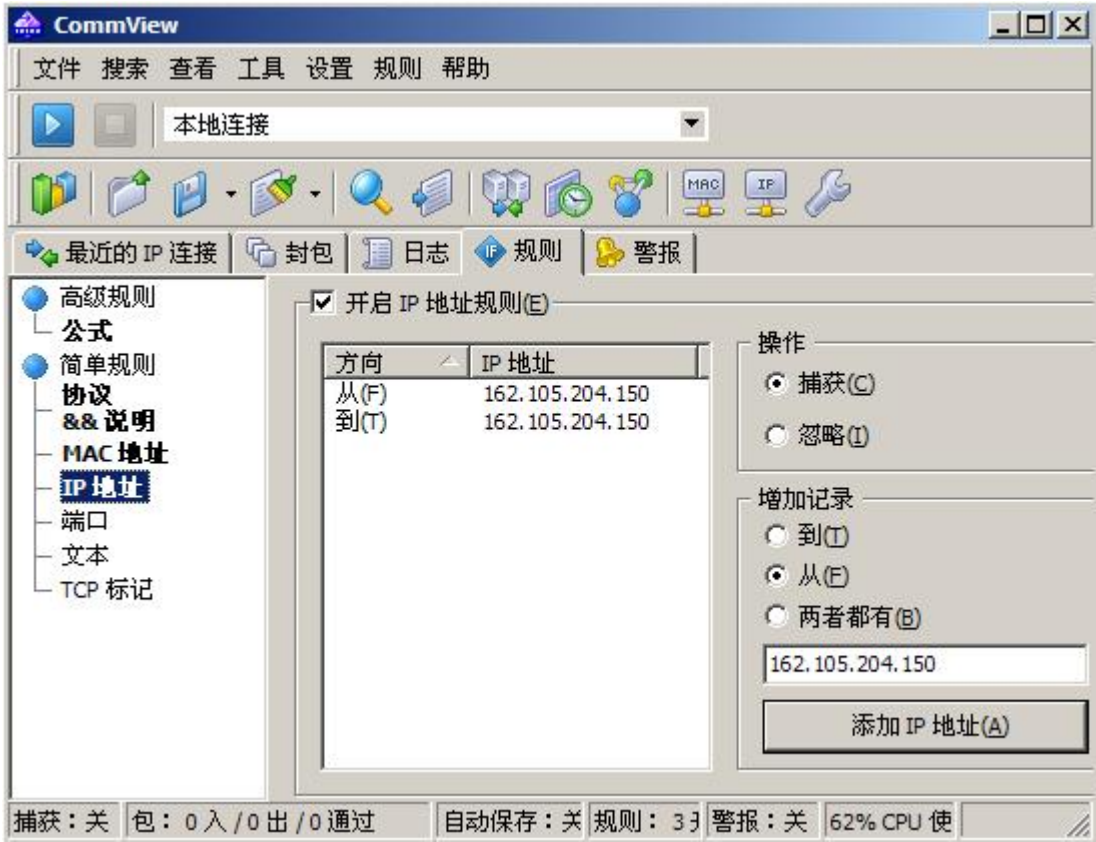 CommView
文件 搜索 查看 工具 设置 规则 帮助
本地连接
MAC IP
最近的 IP 连接 封包 日志 IF 规则 警报
高级规则
公式
简单规则
协议
&& 说明
MAC 地址
IP 地址
端口
文本
TCP 标记
开启 IP 地址规则(E)
方向 IP 地址
从(F) 162.105.204.150
到(T) 162.105.204.150
操作
捕获(C)
忽略(I)
增加记录
到(T)
从(F)
两者都有(B)
162.105.204.150
添加 IP 地址(A)
捕获：关 包： 0 入 / 0 出 / 0 通过 自动保存：关 规则： 3 警报：关 62% CPU 使